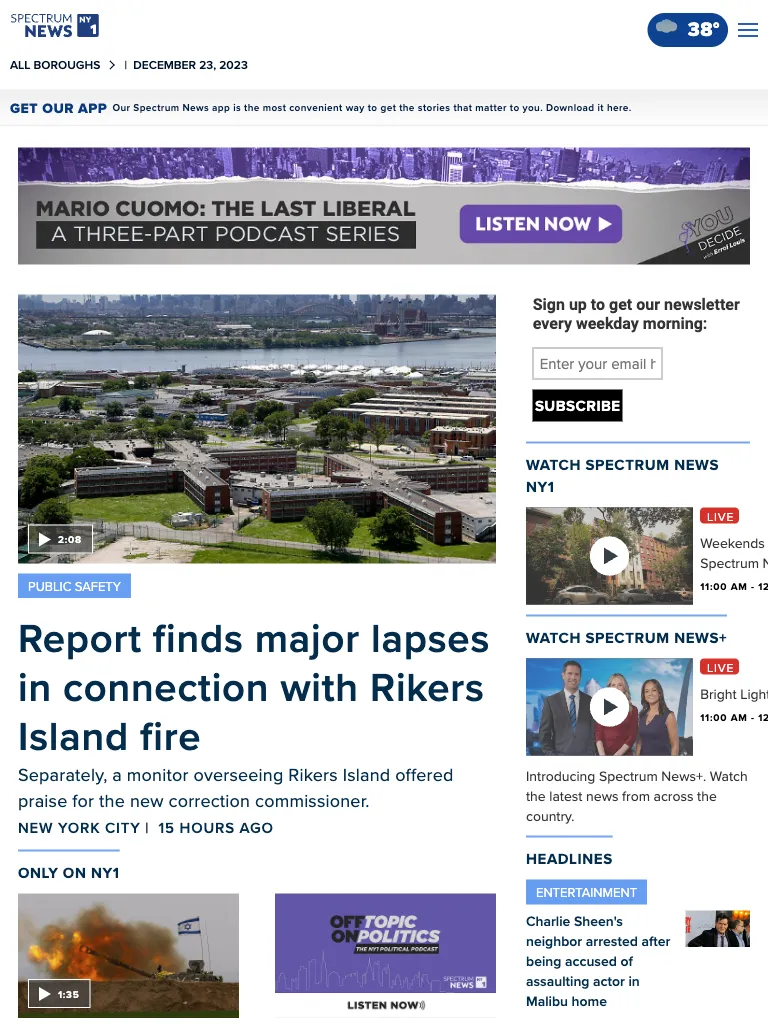 SPECTRUM
NEWS NY 1
38°
ALL BOROUGHS > | DECEMBER 23, 2023
GET OUR APP Our Spectrum News app is the most convenient way to get the stories that matter to you. Download it here.
MARIO CUOMO: THE LAST LIBERAL
A THREE-PART PODCAST SERIES
LISTEN NOW
YOU
DECIDE
with Errol Louis
2:08
PUBLIC SAFETY
Report finds major lapses
in connection with Rikers
Island fire
Separately, a monitor overseeing Rikers Island offered
praise for the new correction commissioner.
NEW YORK CITY | 15 HOURS AGO
ONLY ON NY1
1:35
OFF TOPIC
ON POLITICS
THE NY1 POLITICAL PODCAST
SPECTRUM
NEWS NY 1
LISTEN NOW
Sign up to get our newsletter
every weekday morning:
Enter your email h
SUBSCRIBE
WATCH SPECTRUM NEWS
NY1
LIVE
Weekends
Spectrum N
11:00 AM - 12
WATCH SPECTRUM NEWS+
LIVE
Bright Light
11:00 AM - 12
Introducing Spectrum News+. Watch
the latest news from across the
country.
HEADLINES
ENTERTAINMENT
Charlie Sheen's
neighbor arrested after
being accused of
assaulting actor in
Malibu home